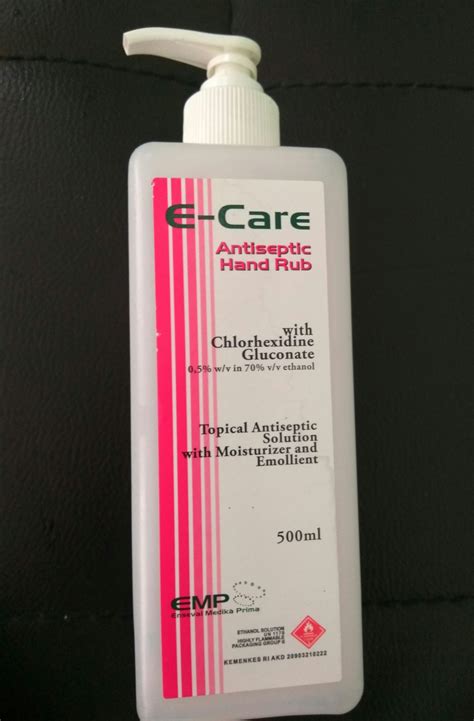 E-Care
Antiseptic
Hand Rub
with
Chlorhexidine
Gluconate
0,5% w/v in 70% v/v ethanol
Topical Antiseptic
Solution
with Moisturizer and
Emollient
500ml
EMP
Enseval Medika Prima
ETHANOL SOLUTION
UN 1170
HIGHLY FLAMMABLE
PACKAGING GROUP II
KEMENKES RI AKD 20903210222